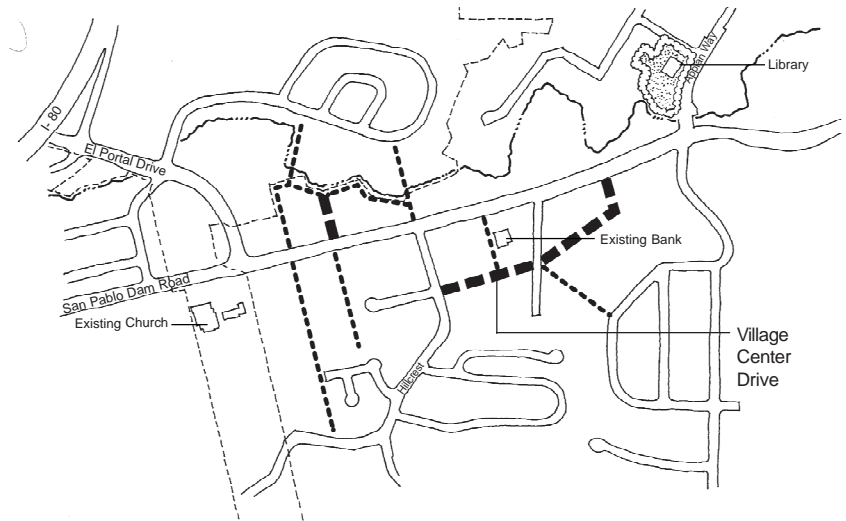 Library
Appian Way
I- 80
El Portal Drive
Existing Bank
San Pablo Dam Road
Existing Church
Village
Center
Drive
Hillcrest